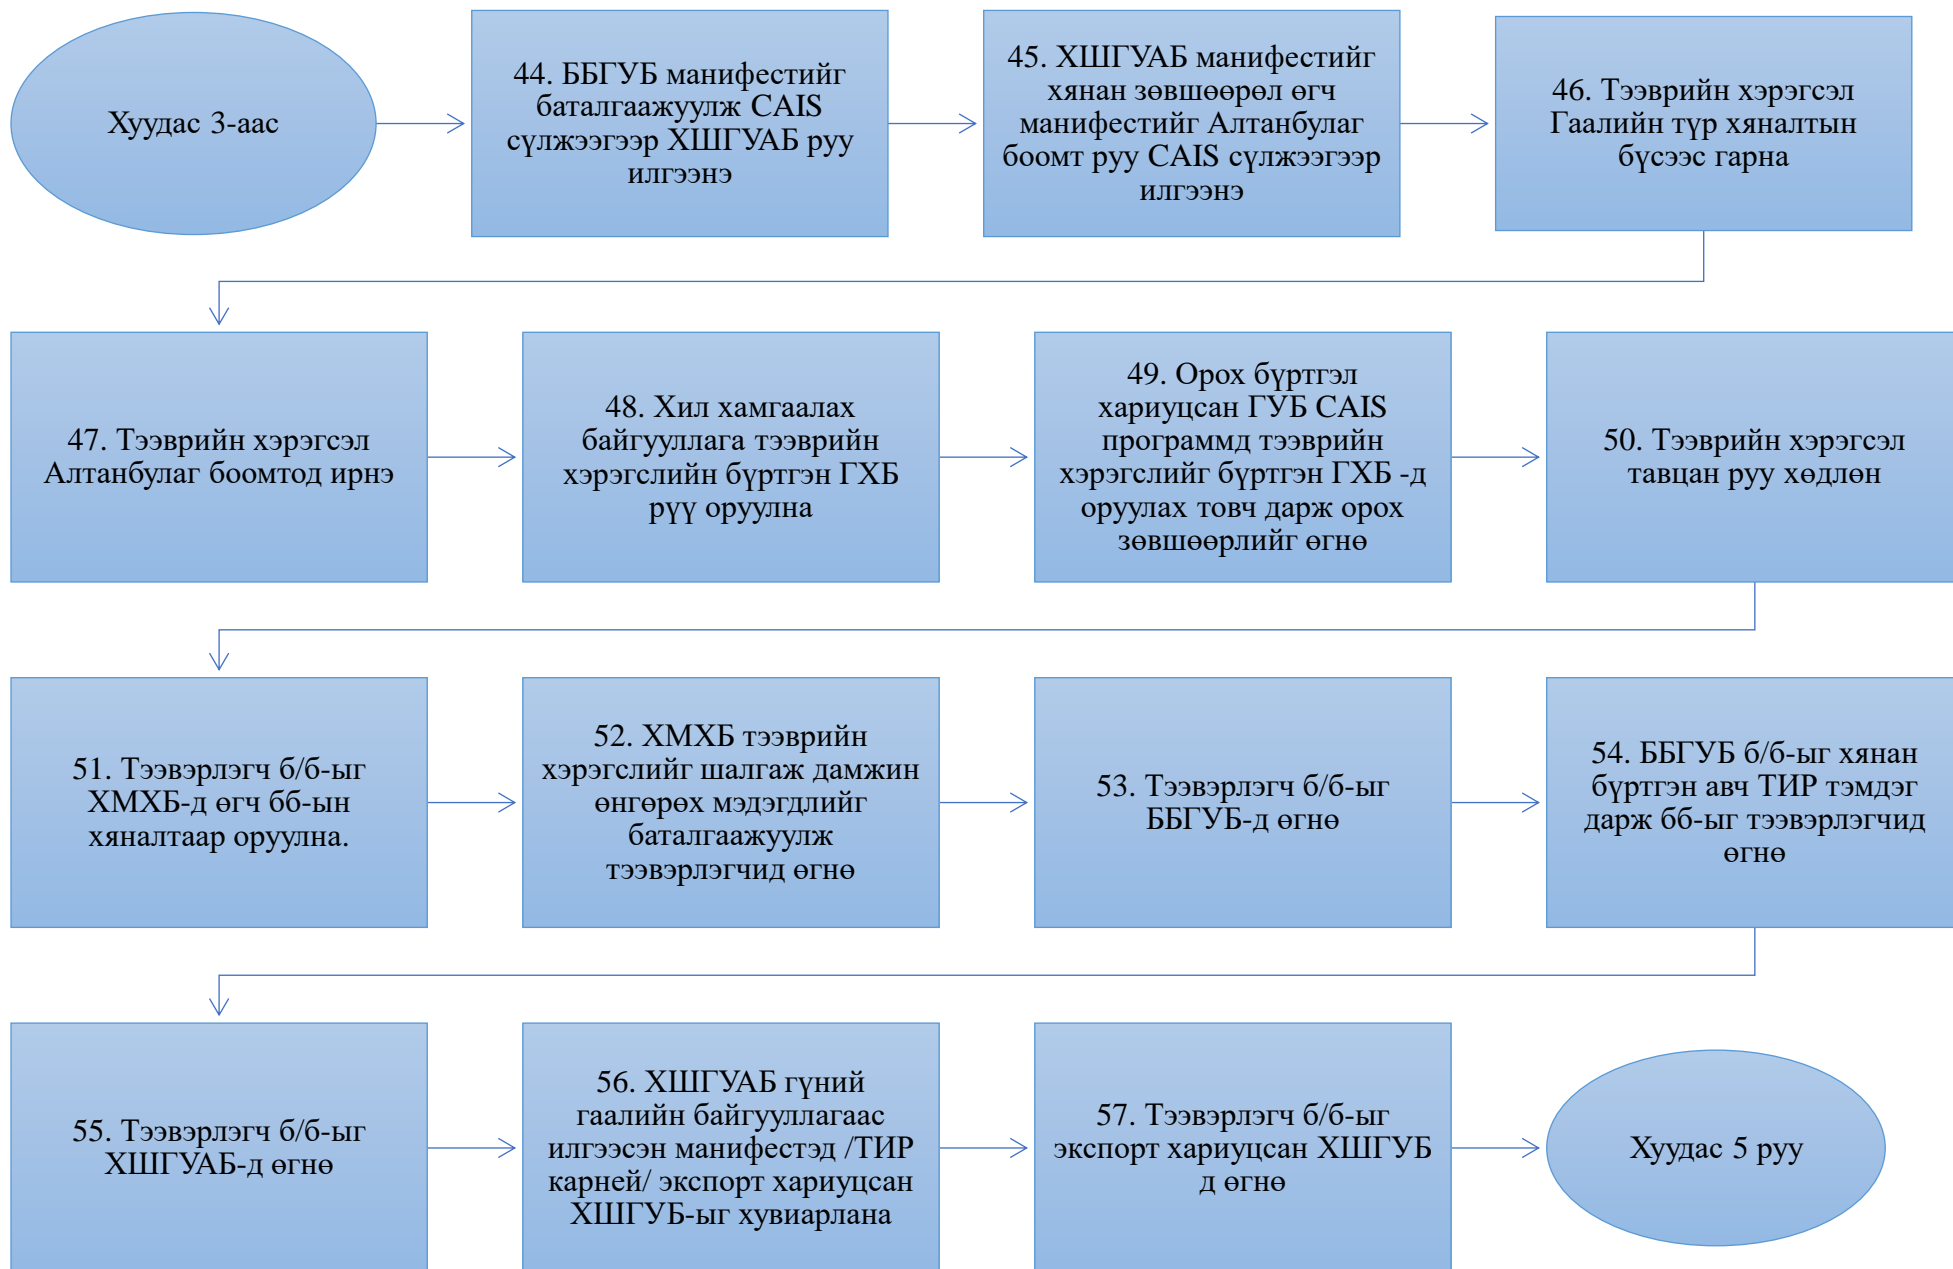 Хуудас 3-аас
44. ББГУБ манифестийг
баталгаажуулж CAIS
сүлжээгээр ХШГУАБ руу
илгээнэ
45. ХШГУАБ манифестийг
хянан зөвшөөрөл өгч
манифестийг Алтанбулаг
боомт руу CAIS сүлжээгээр
илгээнэ
46. Тээврийн хэрэгсэл
Гаалийн түр хяналтын
бүсээс гарна
47. Тээврийн хэрэгсэл
Алтанбулаг боомтод ирнэ
48. Хил хамгаалах
байгууллага тээврийн
хэрэгслийн бүртгэн ГХБ
рүү оруулна
49. Орох бүртгэл
хариуцсан ГУБ CAIS
программд тээврийн
хэрэгслийг бүртгэн ГХБ -д
оруулах товч дарж орох
зөвшөөрлийг өгнө
50. Тээврийн хэрэгсэл
тавцан руу хөдлөн
51. Тээвэрлэгч б/б-ыг
ХМХБ-д өгч бб-ын
хяналтаар оруулна.
52. ХМХБ тээврийн
хэрэгслийг шалгаж дамжин
өнгөрөх мэдэгдлийг
баталгаажуулж
тээвэрлэгчид өгнө
53. Тээвэрлэгч б/б-ыг
ББГУБ-д өгнө
54. ББГУБ б/б-ыг хянан
бүртгэн авч ТИР тэмдэг
дарж бб-ыг тээвэрлэгчид
өгнө
55. Тээвэрлэгч б/б-ыг
ХШГУАБ-д өгнө
56. ХШГУАБ гүний
гаалийн байгууллагаас
илгээсэн манифестэд /ТИР
карней/ экспорт хариуцсан
ХШГУБ-ыг хувиарлана
57. Тээвэрлэгч б/б-ыг
экспорт хариуцсан ХШГУБ
д өгнө
Хуудас 5 руу